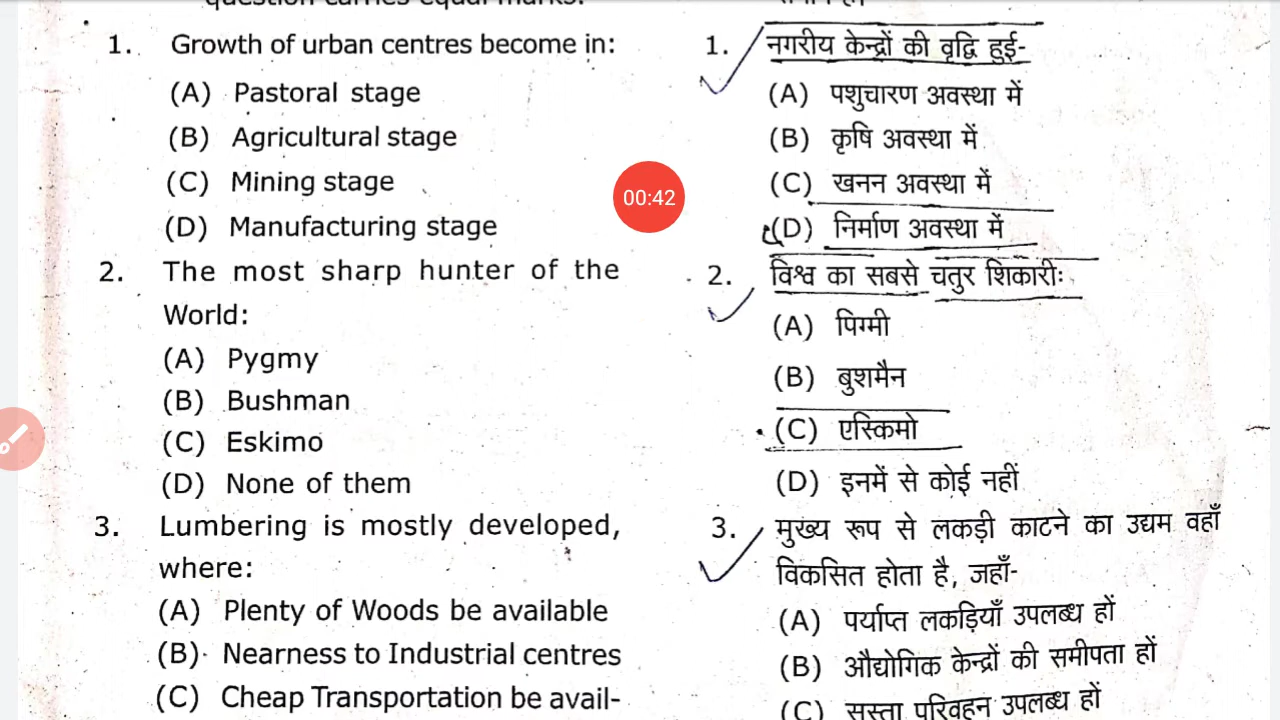 question carries equal marks.
1. Growth of urban centres become in:
(A) Pastoral stage
(B) Agricultural stage
(C) Mining stage
(D) Manufacturing stage
2. The most sharp hunter of the
World:
(A) Pygmy
(B) Bushman
(C) Eskimo
(D) None of them
3. Lumbering is mostly developed,
where:
(A) Plenty of Woods be available
(B) Nearness to Industrial centres
(C) Cheap Transportation be avail-
1. नगरीय केन्द्रों की वृद्धि हुई-
(A) पशुचारण अवस्था में
(B) कृषि अवस्था में
(C) खनन अवस्था में
(D) निर्माण अवस्था में
2. विश्व का सबसे चतुर शिकारीः
(A) पिग्मी
(B) बुशमैन
(C) एस्किमो
(D) इनमें से कोई नहीं
3. मुख्य रूप से लकड़ी काटने का उद्यम वहाँ
विकसित होता है, जहाँ-
(A) पर्याप्त लकड़ियाँ उपलब्ध हों
(B) औद्योगिक केन्द्रों की समीपता हों
(C) सस्ता परिवहन उपलब्ध हों
00:42